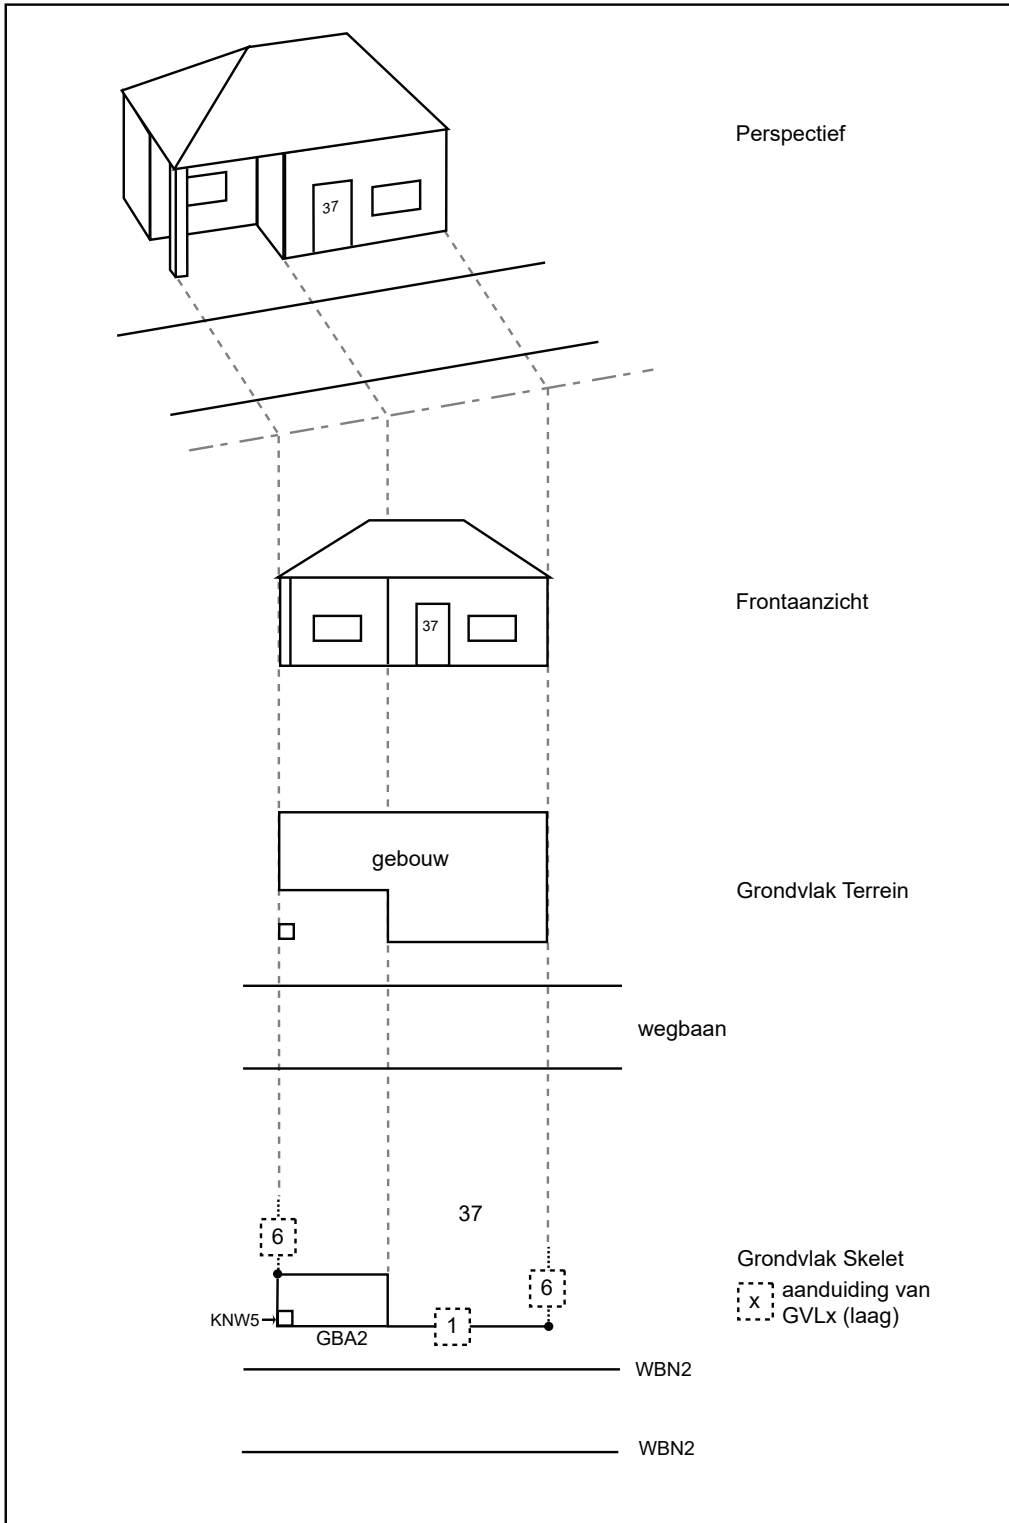 Perspectief
37
Frontaanzicht
37
gebouw
Grondvlak Terrein
wegbaan
37
6
6
Grondvlak Skelet
x
aanduiding van
GVLx (laag)
KNW5
1
GBA2
WBN2
WBN2